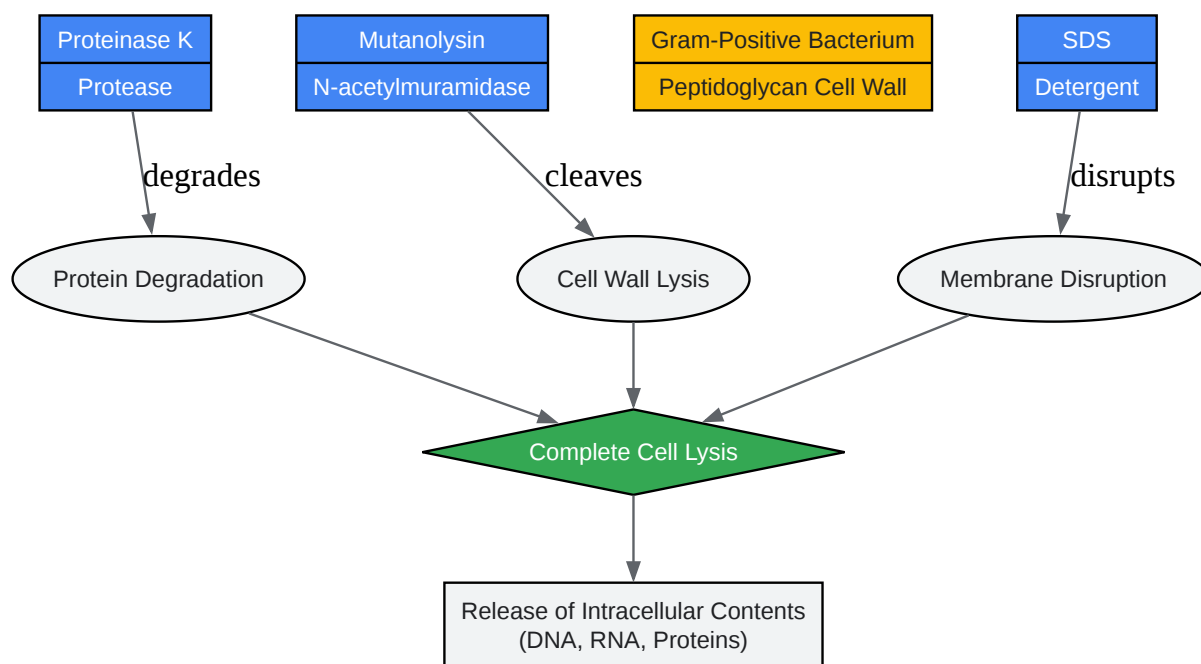 Proteinase K
Protease
Mutanolysin
N-acetylmuramidase
Gram-Positive Bacterium
Peptidoglycan Cell Wall
SDS
Detergent
degrades
cleaves
disrupts
Protein Degradation
Cell Wall Lysis
Membrane Disruption
Complete Cell Lysis
Release of Intracellular Contents
(DNA, RNA, Proteins)